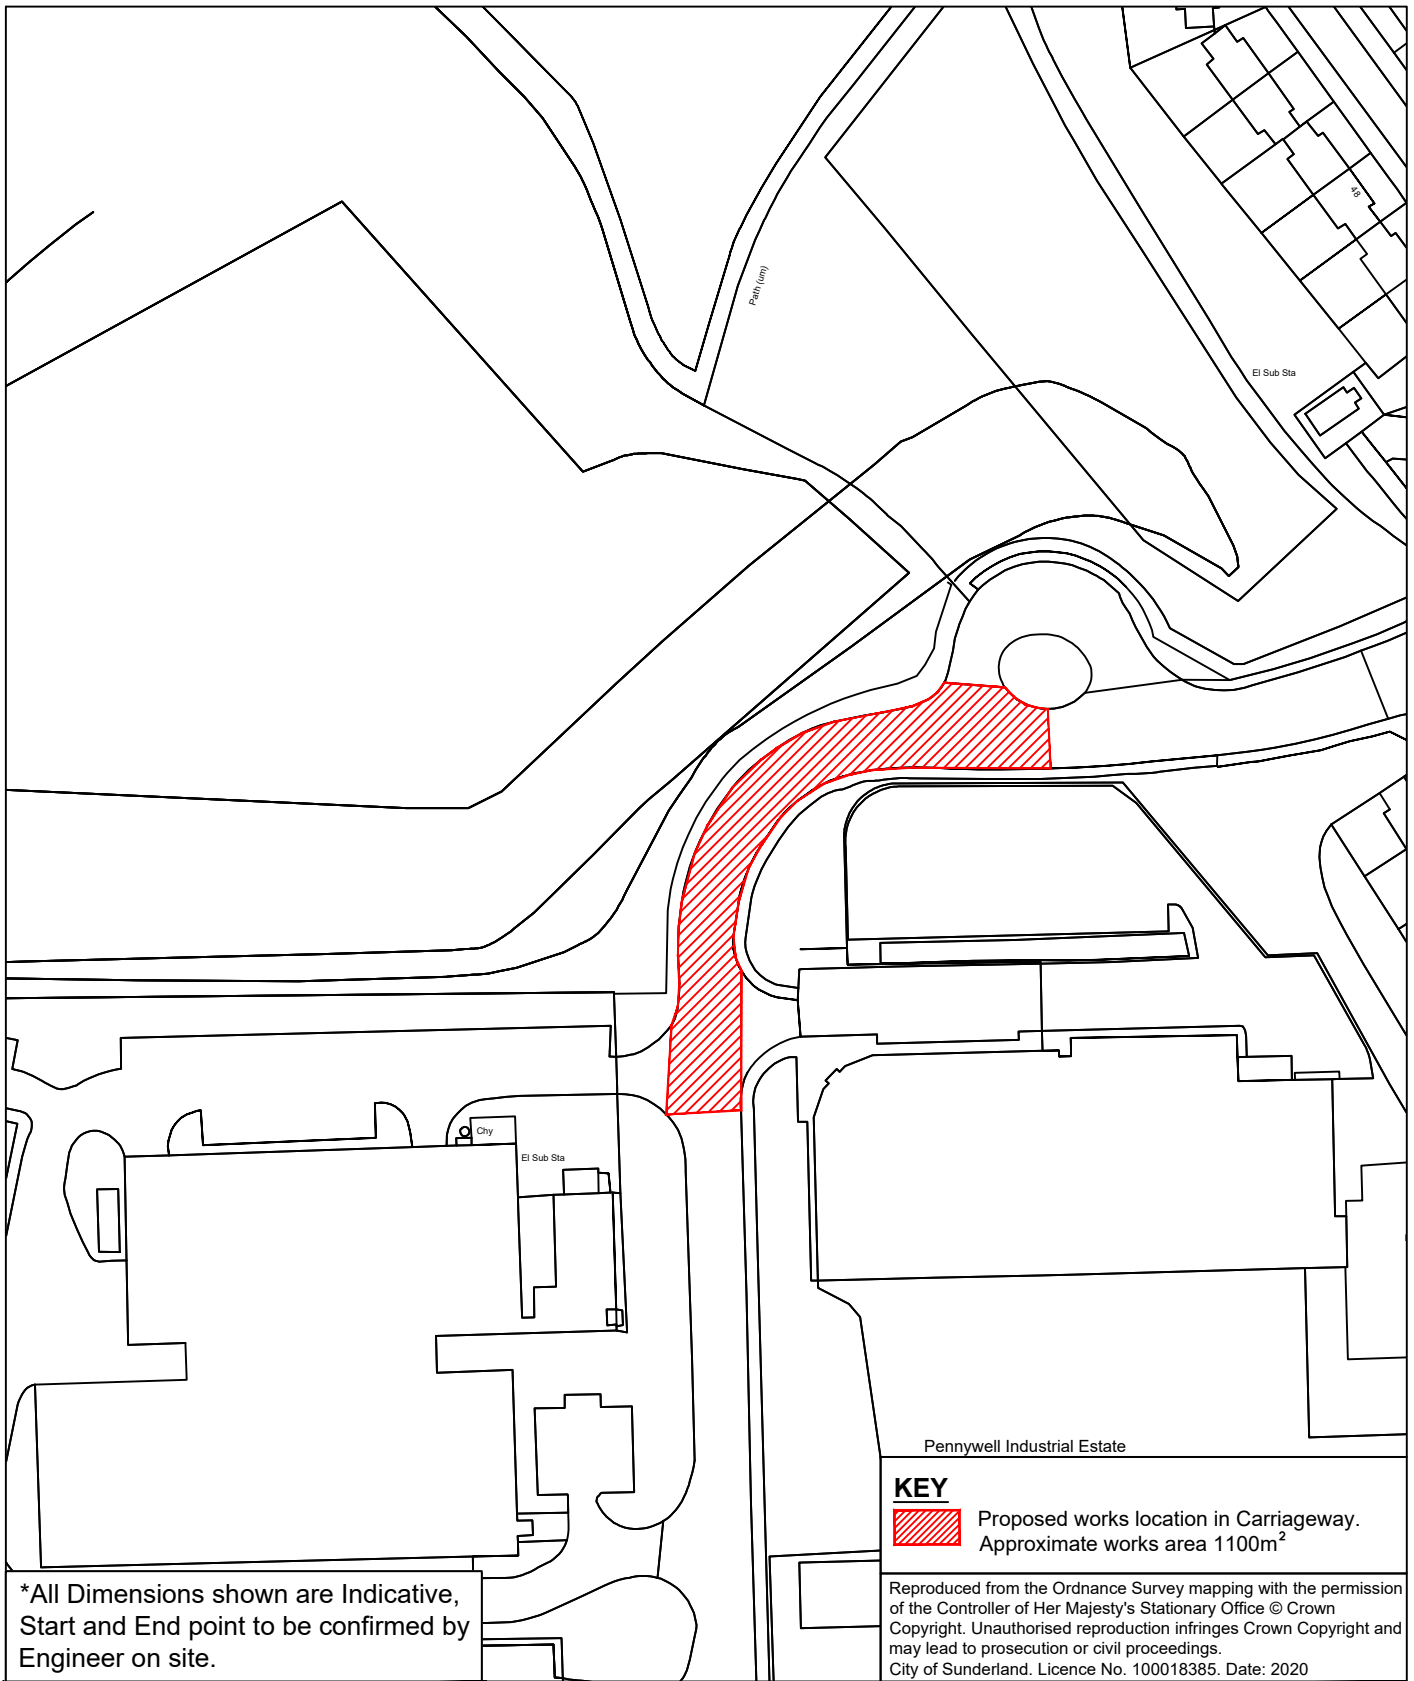 48
Path (um)
El Sub Sta
Chy
El Sub Sta
Pennywell Industrial Estate
KEY
Proposed works location in Carriageway.
Approximate works area 1100m²
*All Dimensions shown are Indicative,
Start and End point to be confirmed by
Engineer on site.
Reproduced from the Ordnance Survey mapping with the permission
of the Controller of Her Majesty's Stationary Office © Crown
Copyright. Unauthorised reproduction infringes Crown Copyright and
may lead to prosecution or civil proceedings.
City of Sunderland. Licence No. 100018385. Date: 2020